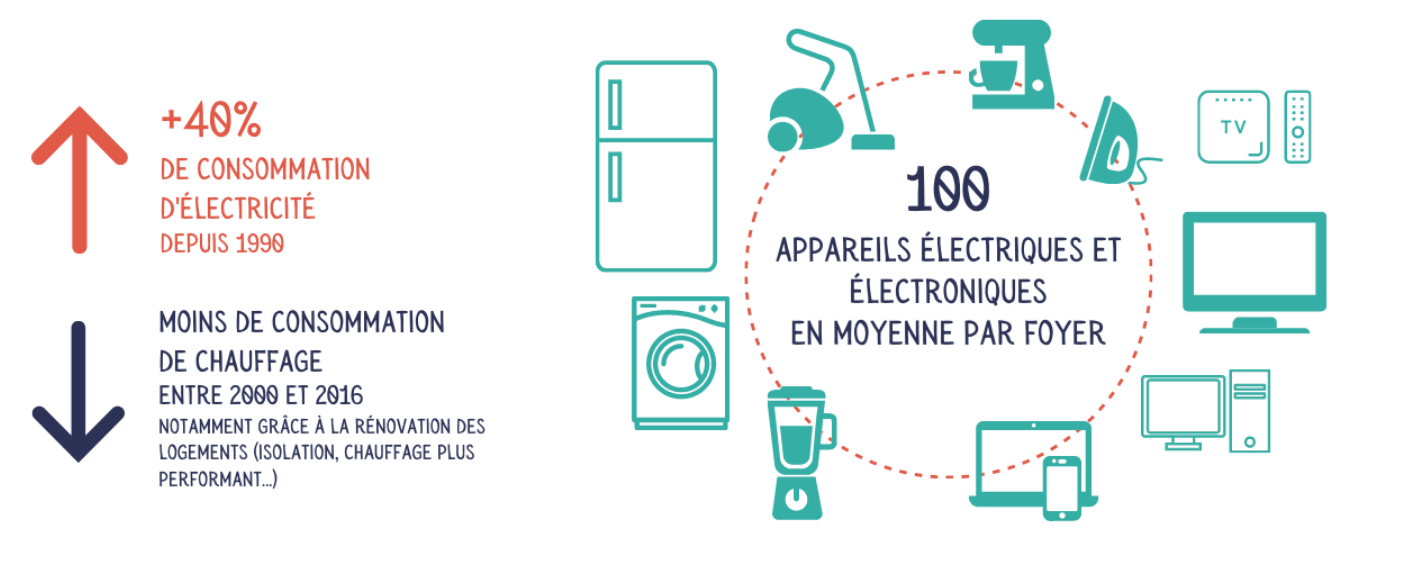 +40%
DE CONSOMMATION
D'ÉLECTRICITÉ
DEPUIS 1990
MOINS DE CONSOMMATION
DE CHAUFFAGE
ENTRE 2000 ET 2016
NOTAMMENT GRÂCE À LA RÉNOVATION DES
LOGEMENTS (ISOLATION, CHAUFFAGE PLUS
PERFORMANT...)
100
APPAREILS ÉLECTRIQUES ET
ÉLECTRONIQUES
EN MOYENNE PAR FOYER
TV